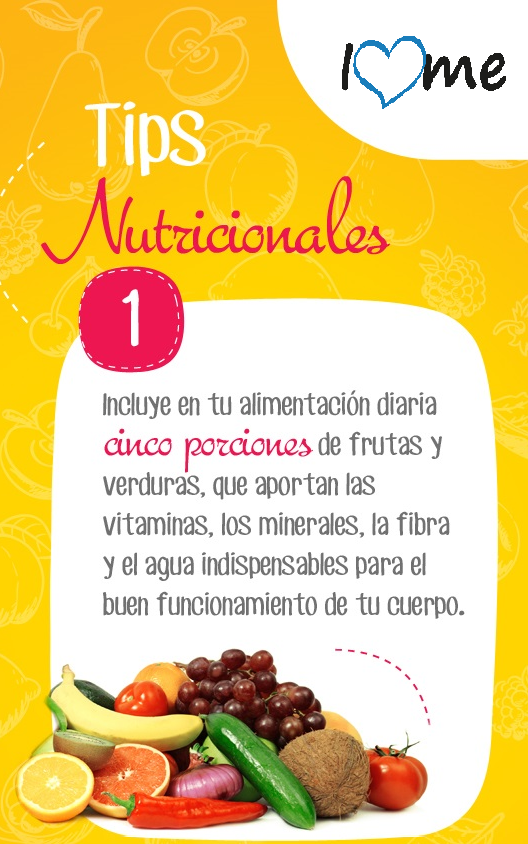 I me
Tips
Nutricionales
1
Incluye en tu alimentación diaria
cinco porciones de frutas y
verduras, que aportan las
vitaminas, los minerales, la fibra
y el agua indispensables para el
buen funcionamiento de tu cuerpo.